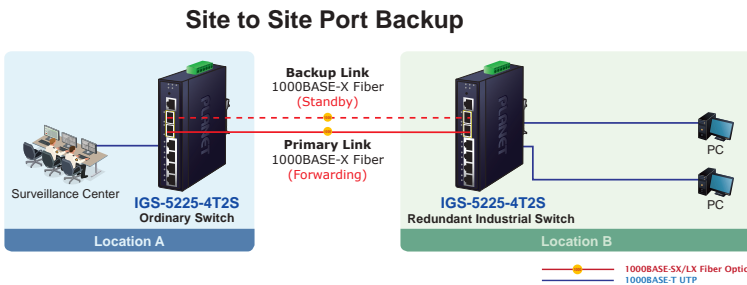 Site to Site Port Backup
Backup Link
1000BASE-X Fiber
(Standby)
Primary Link
1000BASE-X Fiber
(Forwarding)
PLANET
PLANET
Surveillance Center
IGS-5225-4T2S
Ordinary Switch
IGS-5225-4T2S
Redundant Industrial Switch
PC
PC
Location A
Location B
1000BASE-SX/LX Fiber Optic
1000BASE-T UTP